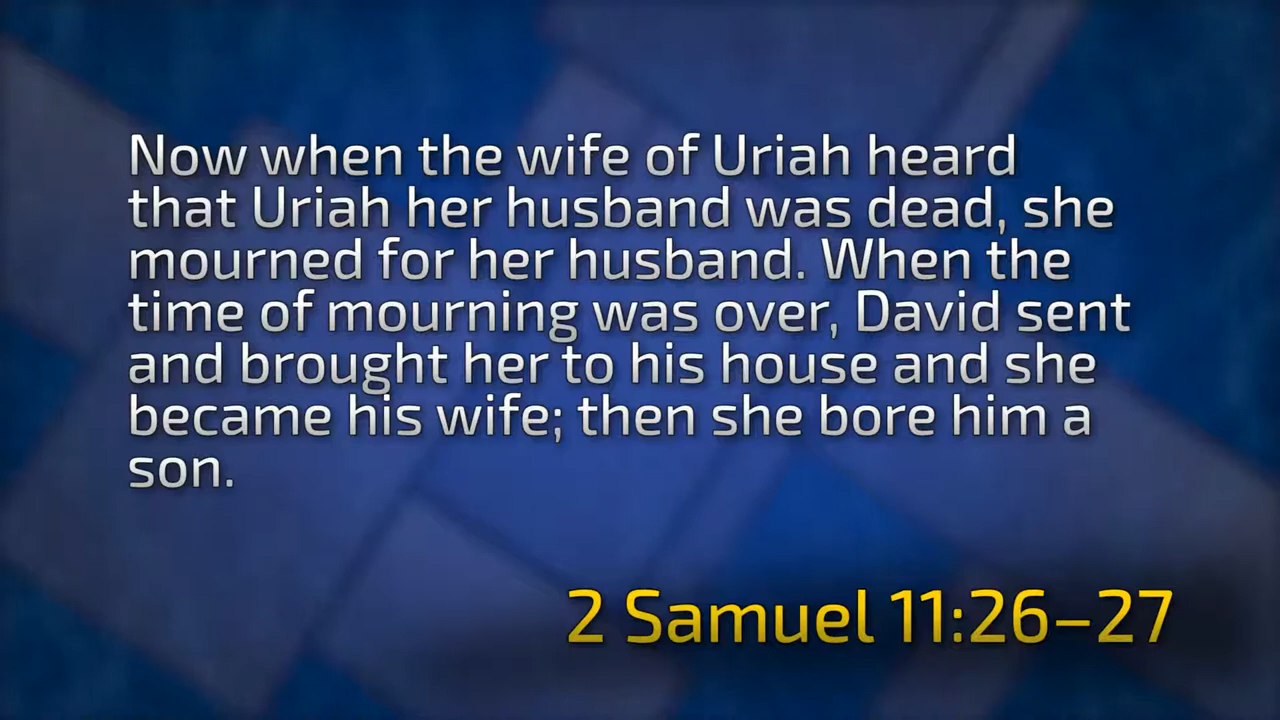 Now when the wife of Uriah heard
that Uriah her husband was dead, she
mourned for her husband. When the
time of mourning was over, David sent
and brought her to his house and she
became his wife; then she bore him a
son.
2 Samuel 11:26–27